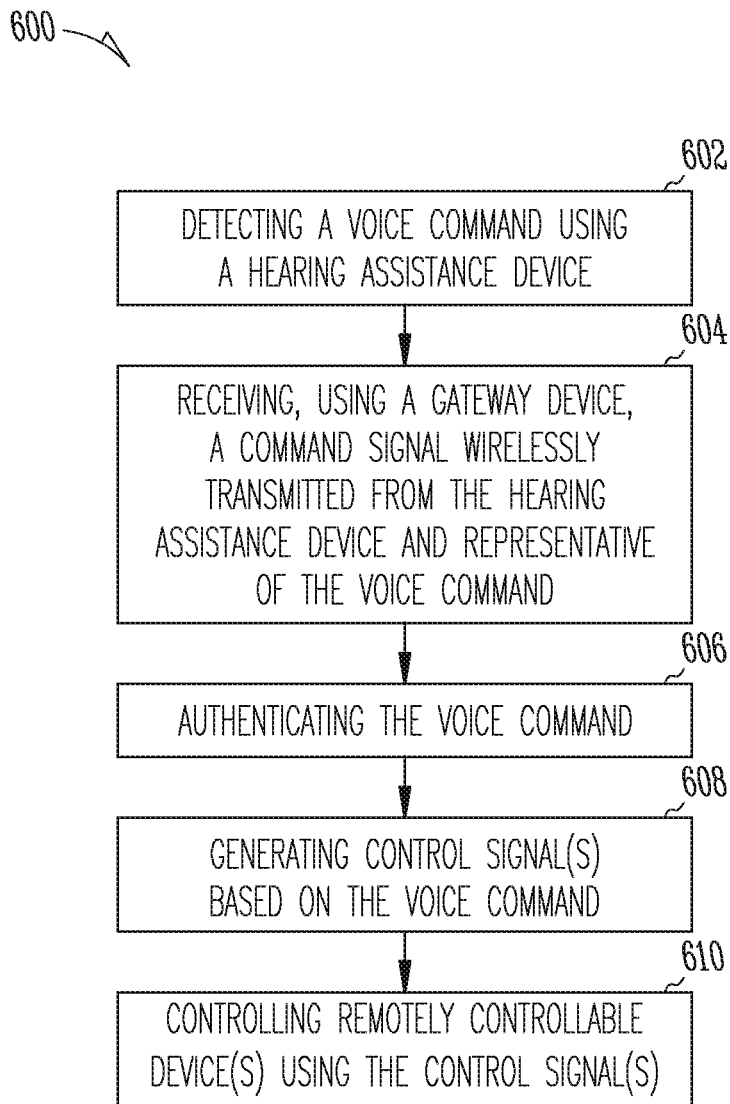 600
602
DETECTING A VOICE COMMAND USING
A HEARING ASSISTANCE DEVICE
604
RECEIVING, USING A GATEWAY DEVICE,
A COMMAND SIGNAL WIRELESSLY
TRANSMITTED FROM THE HEARING
ASSISTANCE DEVICE AND REPRESENTATIVE
OF THE VOICE COMMAND
606
AUTHENTICATING THE VOICE COMMAND
608
GENERATING CONTROL SIGNAL(S)
BASED ON THE VOICE COMMAND
610
CONTROLLING REMOTELY CONTROLLABLE
DEVICE(S) USING THE CONTROL SIGNAL(S)